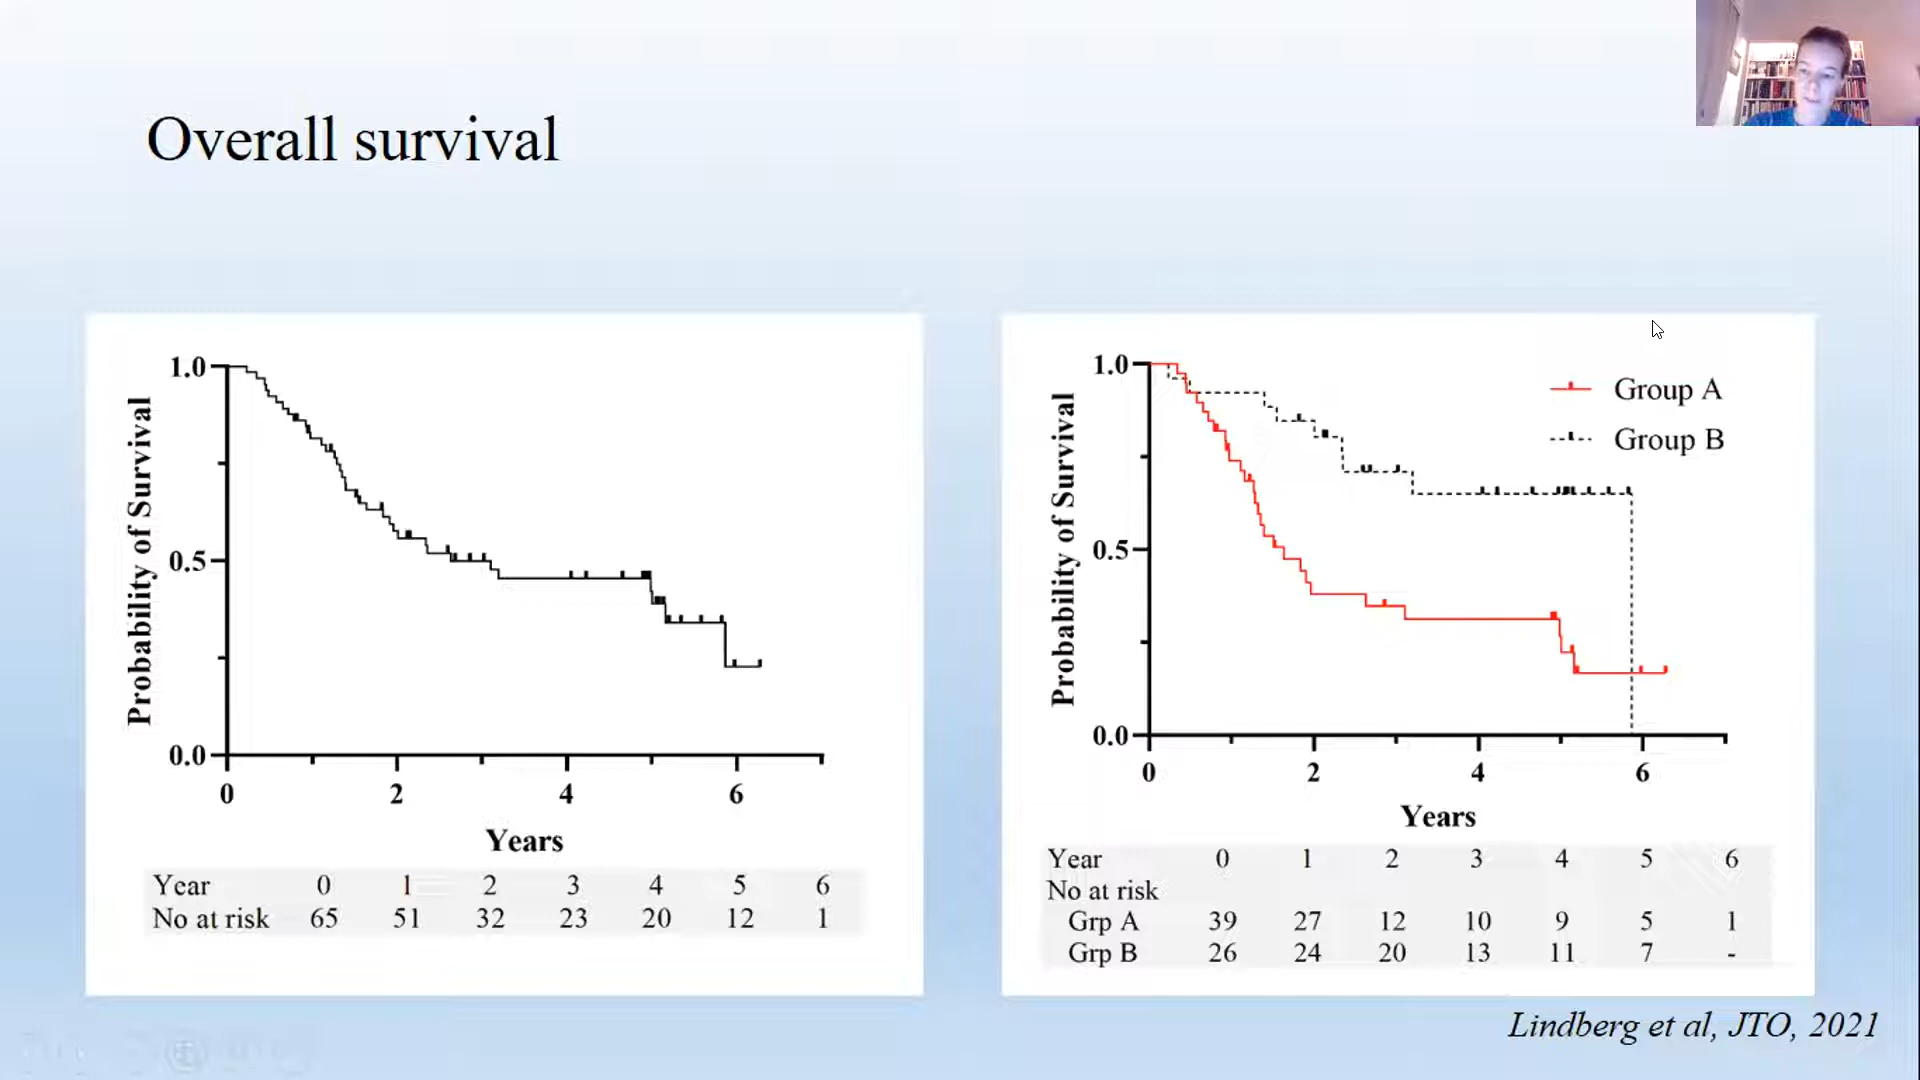 Overall survival
1.0
0.5
0.0
Probability of Survival
0 2 4 6
Years
Year 0 1 2 3 4 5 6
No at risk 65 51 32 23 20 12 1
1.0
0.5
0.0
Probability of Survival
Group A
Group B
0 2 4 6
Years
Year 0 1 2 3 4 5 6
No at risk
Grp A 39 27 12 10 9 5 1
Grp B 26 24 20 13 11 7 -
Lindberg et al, JTO, 2021